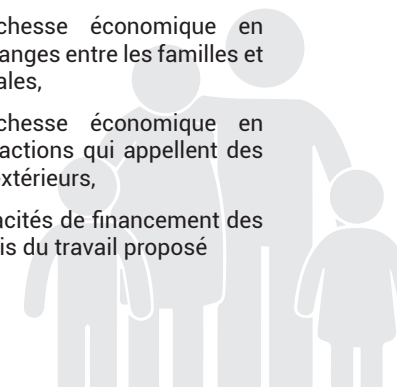 chesse économique en
anges entre les familles et
ales,
chesse économique en
actions qui appellent des
xtérieurs,
acités de financement des
is du travail proposé